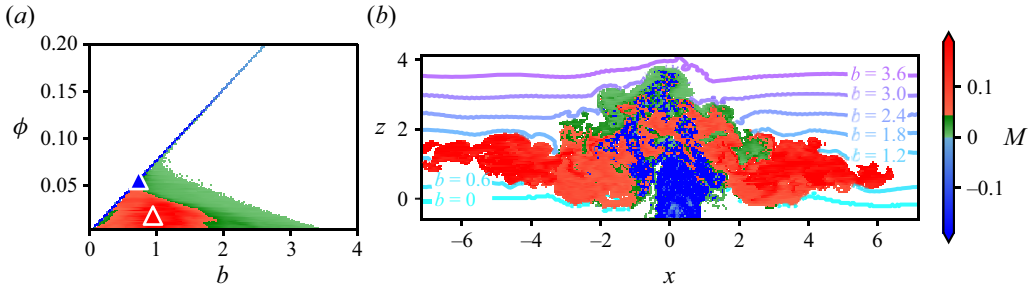 (a)
0.20
0.15
ϕ
0.10
0.05
0 1 2 3 4
b
(b)
4
z
2
0
b = 3.6
b = 3.0
b = 2.4
b = 1.8
b = 1.2
b = 0.6
b = 0
−6 −4 −2 0 2 4 6
x
0.1
0
−0.1
M